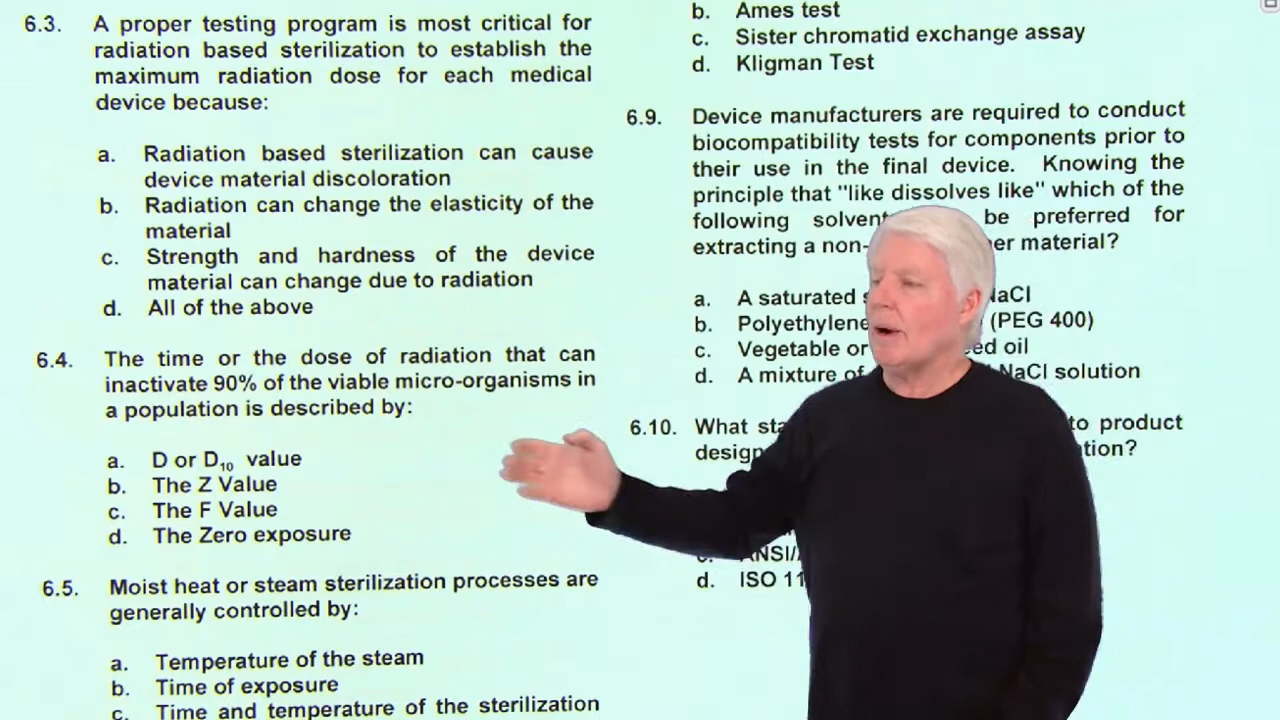 6.3. A proper testing program is most critical for
radiation based sterilization to establish the
maximum radiation dose for each medical
device because:
a. Radiation based sterilization can cause
device material discoloration
b. Radiation can change the elasticity of the
material
c. Strength and hardness of the device
material can change due to radiation
d. All of the above
6.4. The time or the dose of radiation that can
inactivate 90% of the viable micro-organisms in
a population is described by:
a. D or D10 value
b. The Z Value
c. The F Value
d. The Zero exposure
6.5. Moist heat or steam sterilization processes are
generally controlled by:
a. Temperature of the steam
b. Time of exposure
c. Time and temperature of the sterilization
b. Ames test
c. Sister chromatid exchange assay
d. Kligman Test
6.9. Device manufacturers are required to conduct
biocompatibility tests for components prior to
their use in the final device. Knowing the
principle that "like dissolves like" which of the
following be preferred for
extracting a material?
a. A saturated
b. (PEG 400)
c. Vegetable or oil
d. A mixture of NaCl solution
6.10. What to product
d. ISO